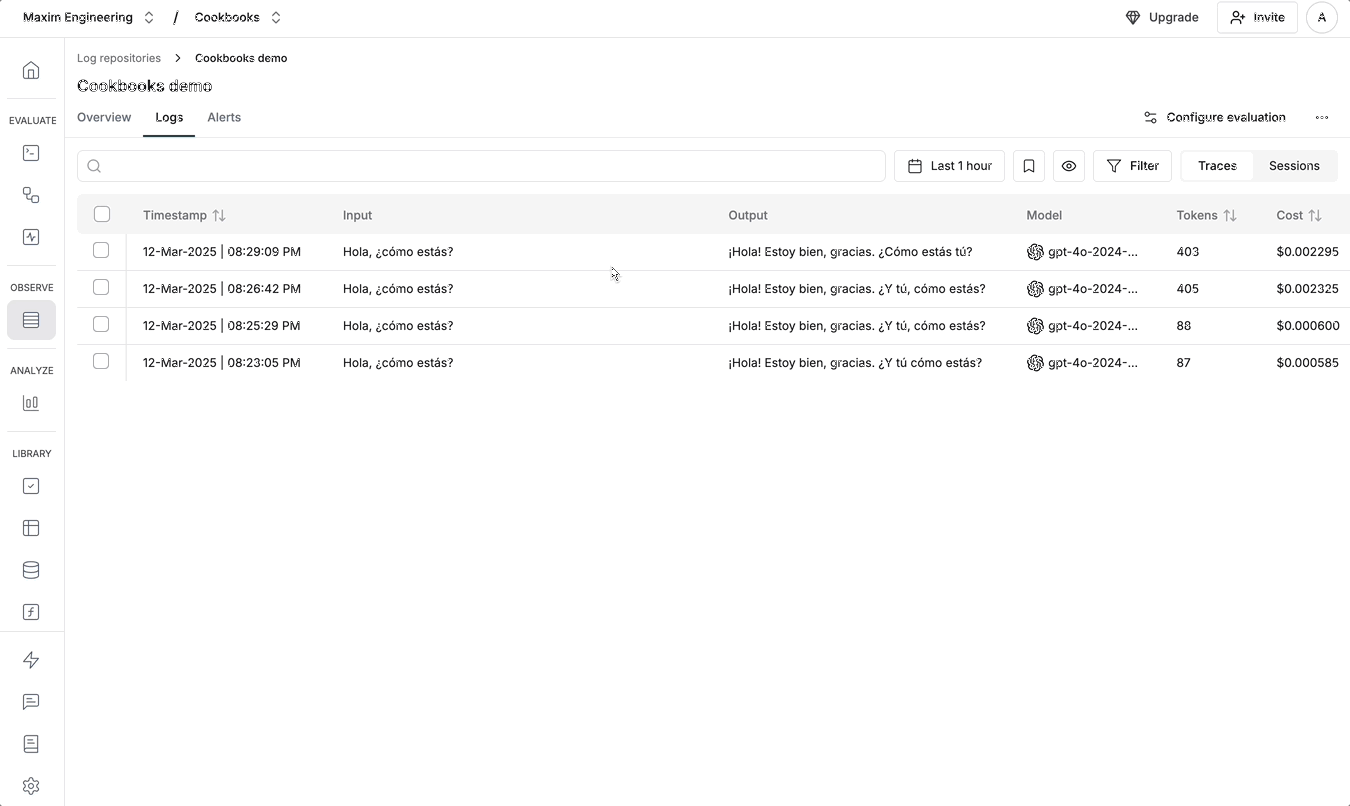 Maxim Engineering / Cookbooks Upgrade Invite A
Log repositories > Cookbooks demo
Cookbooks demo
Overview Logs Alerts Configure evaluation
Last 1 hour Filter Traces Sessions
EVALUATE
OBSERVE
ANALYZE
LIBRARY
Timestamp Input Output Model Tokens Cost
12-Mar-2025 | 08:29:09 PM Hola, ¿cómo estás? ¡Hola! Estoy bien, gracias. ¿Cómo estás tú? gpt-4o-2024-... 403 $0.002295
12-Mar-2025 | 08:26:42 PM Hola, ¿cómo estás? ¡Hola! Estoy bien, gracias. ¿Y tú, cómo estás? gpt-4o-2024-... 405 $0.002325
12-Mar-2025 | 08:25:29 PM Hola, ¿cómo estás? ¡Hola! Estoy bien, gracias. ¿Y tú, cómo estás? gpt-4o-2024-... 88 $0.000600
12-Mar-2025 | 08:23:05 PM Hola, ¿cómo estás? ¡Hola! Estoy bien, gracias. ¿Y tú cómo estás? gpt-4o-2024-... 87 $0.000585